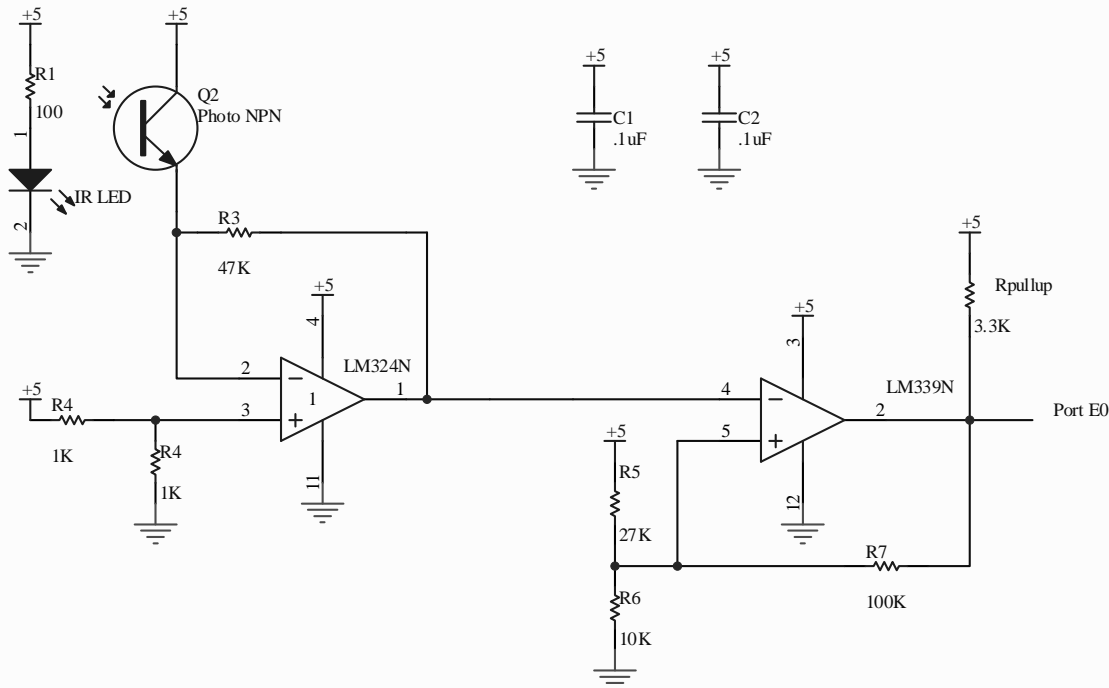 +5
+5
R1
100
1
2
IR LED
Q2
Photo NPN
+5
C1
.1uF
+5
C2
.1uF
R3
47K
+5
4
2
LM324N
1
1
3
11
+5
R4
1K
R4
1K
+5
Rpullup
3.3K
+5
3
4
LM339N
2
5
12
Port E0
+5
R5
27K
R6
10K
R7
100K